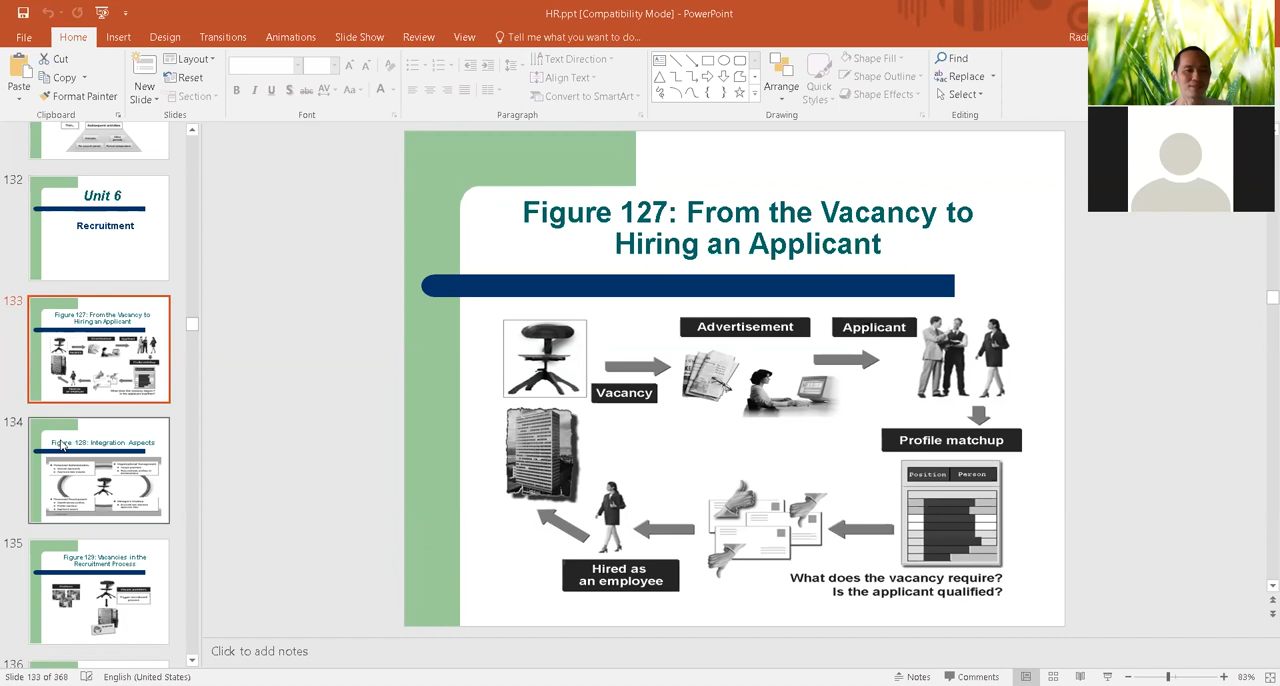 HR.ppt [Compatibility Mode] - PowerPoint
File
Home
Insert
Design
Transitions
Animations
Slide Show
Review
View
Tell me what you want to do...
Radi
Paste
Cut
Copy
Format Painter
Clipboard
New
Slide
Layout
Reset
Section
Slides
B I U S abc AV Aa A
Font
Text Direction
Align Text
Convert to SmartArt
Paragraph
Arrange
Quick
Styles
Shape Fill
Shape Outline
Shape Effects
Drawing
Find
Replace
Select
Editing
132
Unit 6
Recruitment
133
Figure 127: From the Vacancy to
Hiring an Applicant
134
Figure 128: Integration Aspects
135
Figure 129: Vacancies in the
Recruitment Process
136
Figure 127: From the Vacancy to
Hiring an Applicant
Vacancy
Advertisement
Applicant
Profile matchup
Position Person
What does the vacancy require?
Is the applicant qualified?
Hired as
an employee
Click to add notes
Slide 133 of 368
English (United States)
Notes
Comments
83%